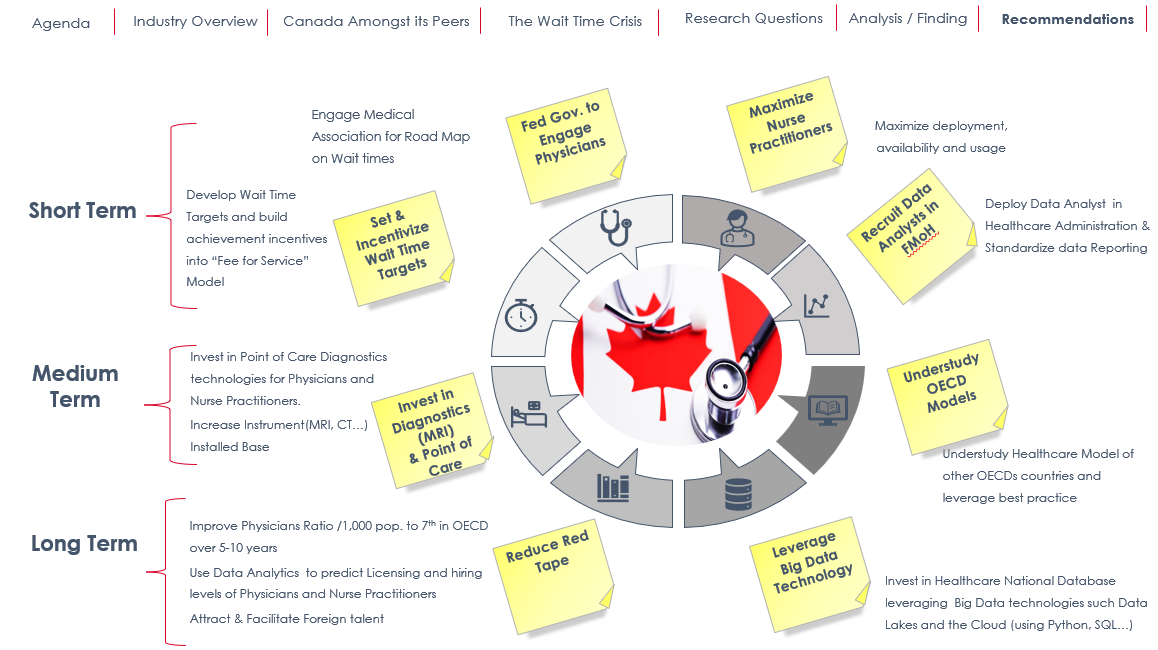 Agenda
Industry Overview
Canada Amongst its Peers
The Wait Time Crisis
Research Questions
Analysis / Finding
Recommendations
Short Term
Engage Medical
Association for Road Map
on Wait times
Fed Gov. to
Engage
Physicians
Develop Wait Time
Targets and build
achievement incentives
into “Fee for Service”
Model
Set &
Incentivize
Wait Time
Targets
Maximize
Nurse
Practitioners
Maximize deployment,
availability and usage
Recruit Data
Analysts in
FMoH
Deploy Data Analyst in
Healthcare Administration &
Standardize data Reporting
Medium
Term
Invest in Point of Care Diagnostics
technologies for Physicians and
Nurse Practitioners.
Increase Instrument(MRI, CT...)
Installed Base
Invest in
Diagnostics
(MRI)
& Point of
Care
Understudy
OECD
Models
Understudy Healthcare Model of
other OECDs countries and
leverage best practice
Long Term
Improve Physicians Ratio /1,000 pop. to 7th in OECD
over 5-10 years
Use Data Analytics to predict Licensing and hiring
levels of Physicians and Nurse Practitioners
Attract & Facilitate Foreign talent
Reduce Red
Tape
Leverage
Big Data
Technology
Invest in Healthcare National Database
leveraging Big Data technologies such Data
Lakes and the Cloud (using Python, SQL...)